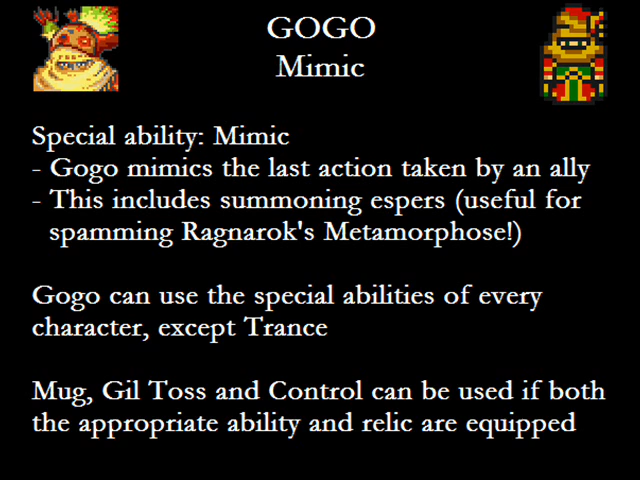 GOGO
Mimic
Special ability: Mimic
- Gogo mimics the last action taken by an ally
- This includes summoning espers (useful for
spamming Ragnarok's Metamorphose!)
Gogo can use the special abilities of every
character, except Trance
Mug, Gil Toss and Control can be used if both
the appropriate ability and relic are equipped